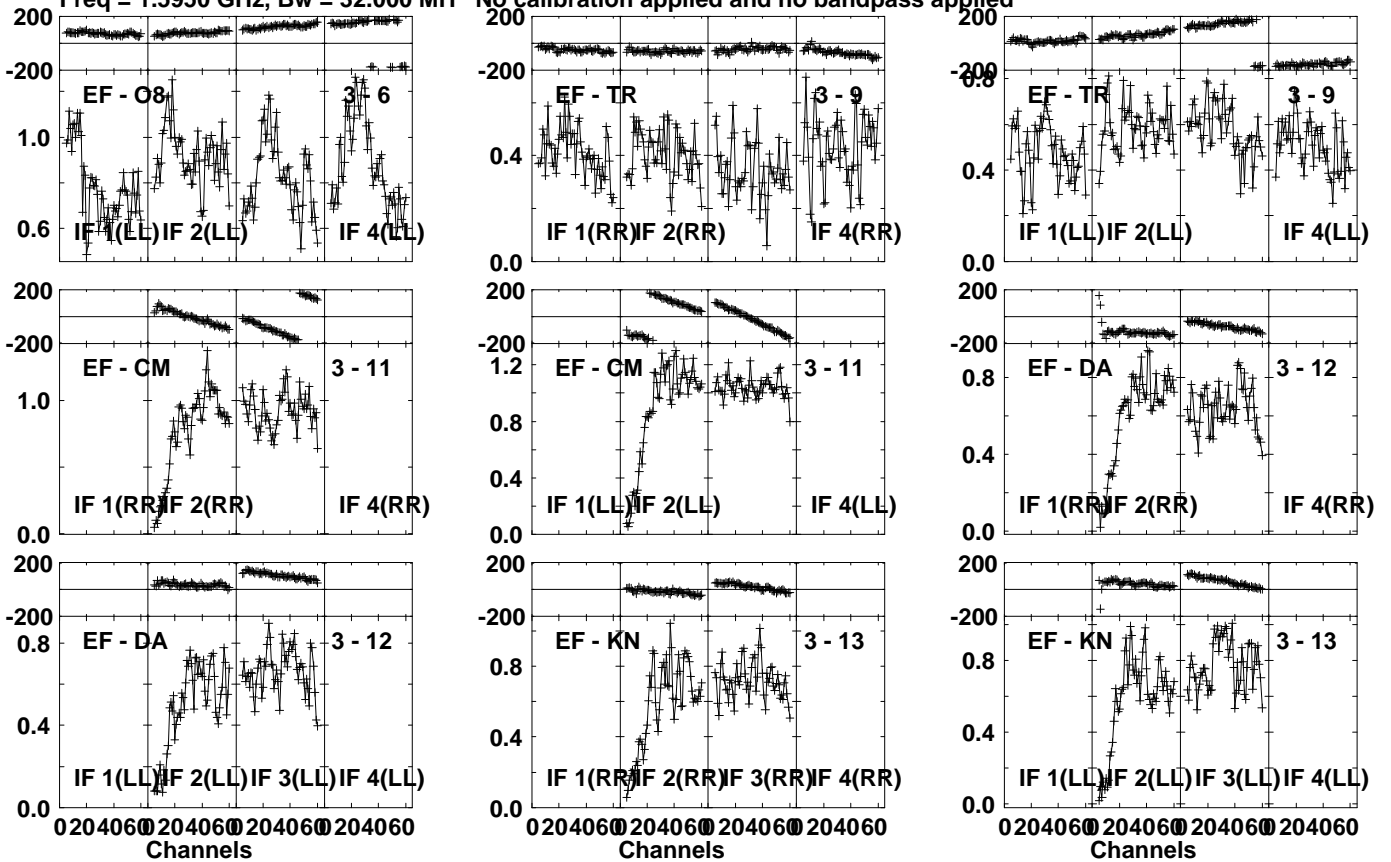 Freq = 1.5950 GHz, Bw = 32.000 MH No calibration applied and no bandpass applied
200 200 200
-200 -200 -200
EF - O8 3 - 6 EF - TR 3 - 9 0.8 EF - TR 3 - 9
1.0 0.4 0.4
0.6 IF 1(LL) IF 2(LL) IF 4(LL) IF 1(RR) IF 2(RR) IF 4(RR) IF 1(LL) IF 2(LL) IF 4(LL)
0.0 0.0
200 200 200
-200 -200 -200
EF - CM 3 - 11 1.2 EF - CM 3 - 11 0.8 EF - DA 3 - 12
1.0 0.8 0.4
IF 1(RR) IF 2(RR) IF 4(RR) 0.4 IF 1(LL) IF 2(LL) IF 4(LL) IF 1(RR) IF 2(RR) IF 4(RR)
0.0 0.0 0.0
200 200 200
-200 -200 -200
0.8 EF - DA 3 - 12 0.8 EF - KN 3 - 13 0.8 EF - KN 3 - 13
0.4 0.4 0.4
IF 1(LL) IF 2(LL) IF 3(LL) IF 4(LL) IF 1(RR) IF 2(RR) IF 3(RR) IF 4(RR) IF 1(LL) IF 2(LL) IF 3(LL) IF 4(LL)
0.0 0.0 0.0
0 20 40 60 0 20 40 60 0 20 40 60 0 20 40 60 0 20 40 60 0 20 40 60 0 20 40 60 0 20 40 60 0 20 40 60 0 20 40 60 0 20 40 60 0 20 40 60
Channels Channels Channels